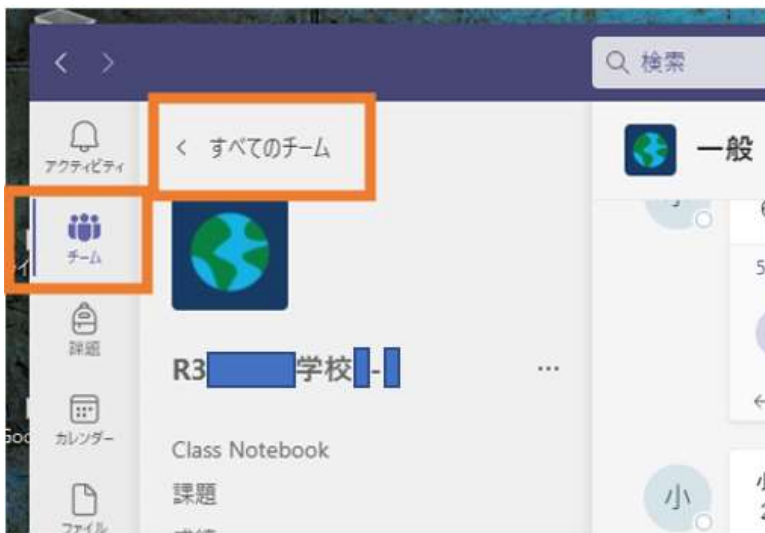 検索
アクティビティ
< すべてのチーム
一般
チーム
課題
R3 学校 -
...
カレンダー
Class Notebook
課題
小
ファイル
成績